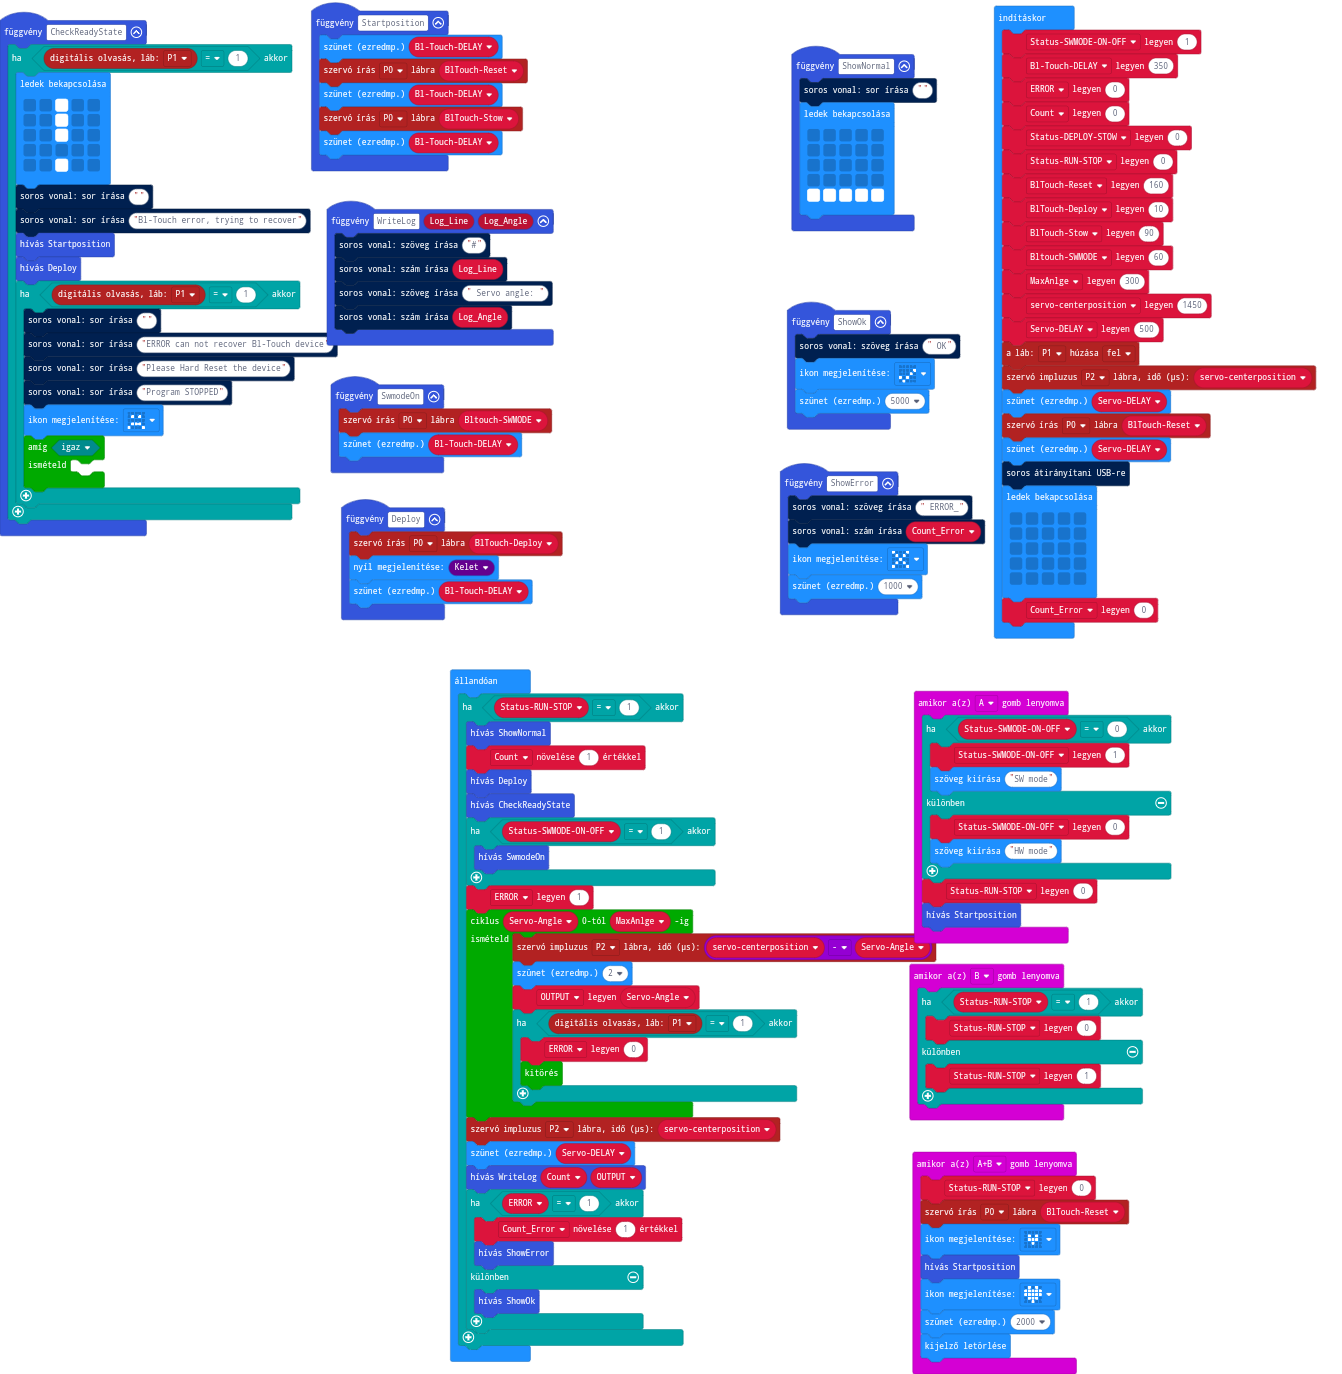 függvény CheckReadyState
ha digitális olvasás, láb: P1 = 1 akkor
ledek bekapcsolása
soros vonal: sor írása ""
soros vonal: sor írása "Bl-Touch error, trying to recover"
hívás Startposition
hívás Deploy
ha digitális olvasás, láb: P1 = 1 akkor
soros vonal: sor írása ""
soros vonal: sor írása "ERROR can not recover Bl-Touch device"
soros vonal: sor írása "Please Hard Reset the device"
soros vonal: sor írása "Program STOPPED"
ikon megjelenítése:
amíg igaz
ismételd
függvény Startposition
szünet (ezredmp.) Bl-Touch-DELAY
szervó írás P0 lábra BlTouch-Reset
szünet (ezredmp.) Bl-Touch-DELAY
szervó írás P0 lábra BlTouch-Stow
szünet (ezredmp.) Bl-Touch-DELAY
függvény WriteLog Log_Line Log_Angle
soros vonal: szöveg írása "#"
soros vonal: szám írása Log_Line
soros vonal: szöveg írása " Servo angle: "
soros vonal: szám írása Log_Angle
függvény SwmodeOn
szervó írás P0 lábra Bltouch-SWMODE
szünet (ezredmp.) Bl-Touch-DELAY
függvény Deploy
szervó írás P0 lábra BlTouch-Deploy
nyíl megjelenítése: Kelet
szünet (ezredmp.) Bl-Touch-DELAY
függvény ShowNormal
soros vonal: sor írása ""
ledek bekapcsolása
függvény ShowOk
soros vonal: szöveg írása " OK"
ikon megjelenítése:
szünet (ezredmp.) 5000
függvény ShowError
soros vonal: szöveg írása " ERROR_"
soros vonal: szám írása Count_Error
ikon megjelenítése:
szünet (ezredmp.) 1000
indításkor
Status-SWMODE-ON-OFF legyen 1
Bl-Touch-DELAY legyen 350
ERROR legyen 0
Count legyen 0
Status-DEPLOY-STOW legyen 0
Status-RUN-STOP legyen 0
BlTouch-Reset legyen 160
BlTouch-Deploy legyen 10
BlTouch-Stow legyen 90
Bltouch-SWMODE legyen 60
MaxAnlge legyen 300
servo-centerposition legyen 1450
Servo-DELAY legyen 500
a láb: P1 húzása fel
szervó impluzus P2 lábra, idő (µs): servo-centerposition
szünet (ezredmp.) Servo-DELAY
szervó írás P0 lábra BlTouch-Reset
szünet (ezredmp.) Servo-DELAY
soros átirányítani USB-re
ledek bekapcsolása
Count_Error legyen 0
állandóan
ha Status-RUN-STOP = 1 akkor
hívás ShowNormal
Count növelése 1 értékkel
hívás Deploy
hívás CheckReadyState
ha Status-SWMODE-ON-OFF = 1 akkor
hívás SwmodeOn
ERROR legyen 1
ciklus Servo-Angle 0-tól MaxAnlge -ig
ismételd szervó impluzus P2 lábra, idő (µs): servo-centerposition - Servo-Angle
szünet (ezredmp.) 2
OUTPUT legyen Servo-Angle
ha digitális olvasás, láb: P1 = 1 akkor
ERROR legyen 0
kitörés
szervó impluzus P2 lábra, idő (µs): servo-centerposition
szünet (ezredmp.) Servo-DELAY
hívás WriteLog Count OUTPUT
ha ERROR = 1 akkor
Count_Error növelése 1 értékkel
hívás ShowError
különben
hívás ShowOk
amikor a(z) A gomb lenyomva
ha Status-SWMODE-ON-OFF = 0 akkor
Status-SWMODE-ON-OFF legyen 1
szöveg kiírása "SW mode"
különben
Status-SWMODE-ON-OFF legyen 0
szöveg kiírása "HW mode"
Status-RUN-STOP legyen 0
hívás Startposition
amikor a(z) B gomb lenyomva
ha Status-RUN-STOP = 1 akkor
Status-RUN-STOP legyen 0
különben
Status-RUN-STOP legyen 1
amikor a(z) A+B gomb lenyomva
Status-RUN-STOP legyen 0
szervó írás P0 lábra BlTouch-Reset
ikon megjelenítése:
hívás Startposition
ikon megjelenítése:
szünet (ezredmp.) 2000
kijelző letörlése